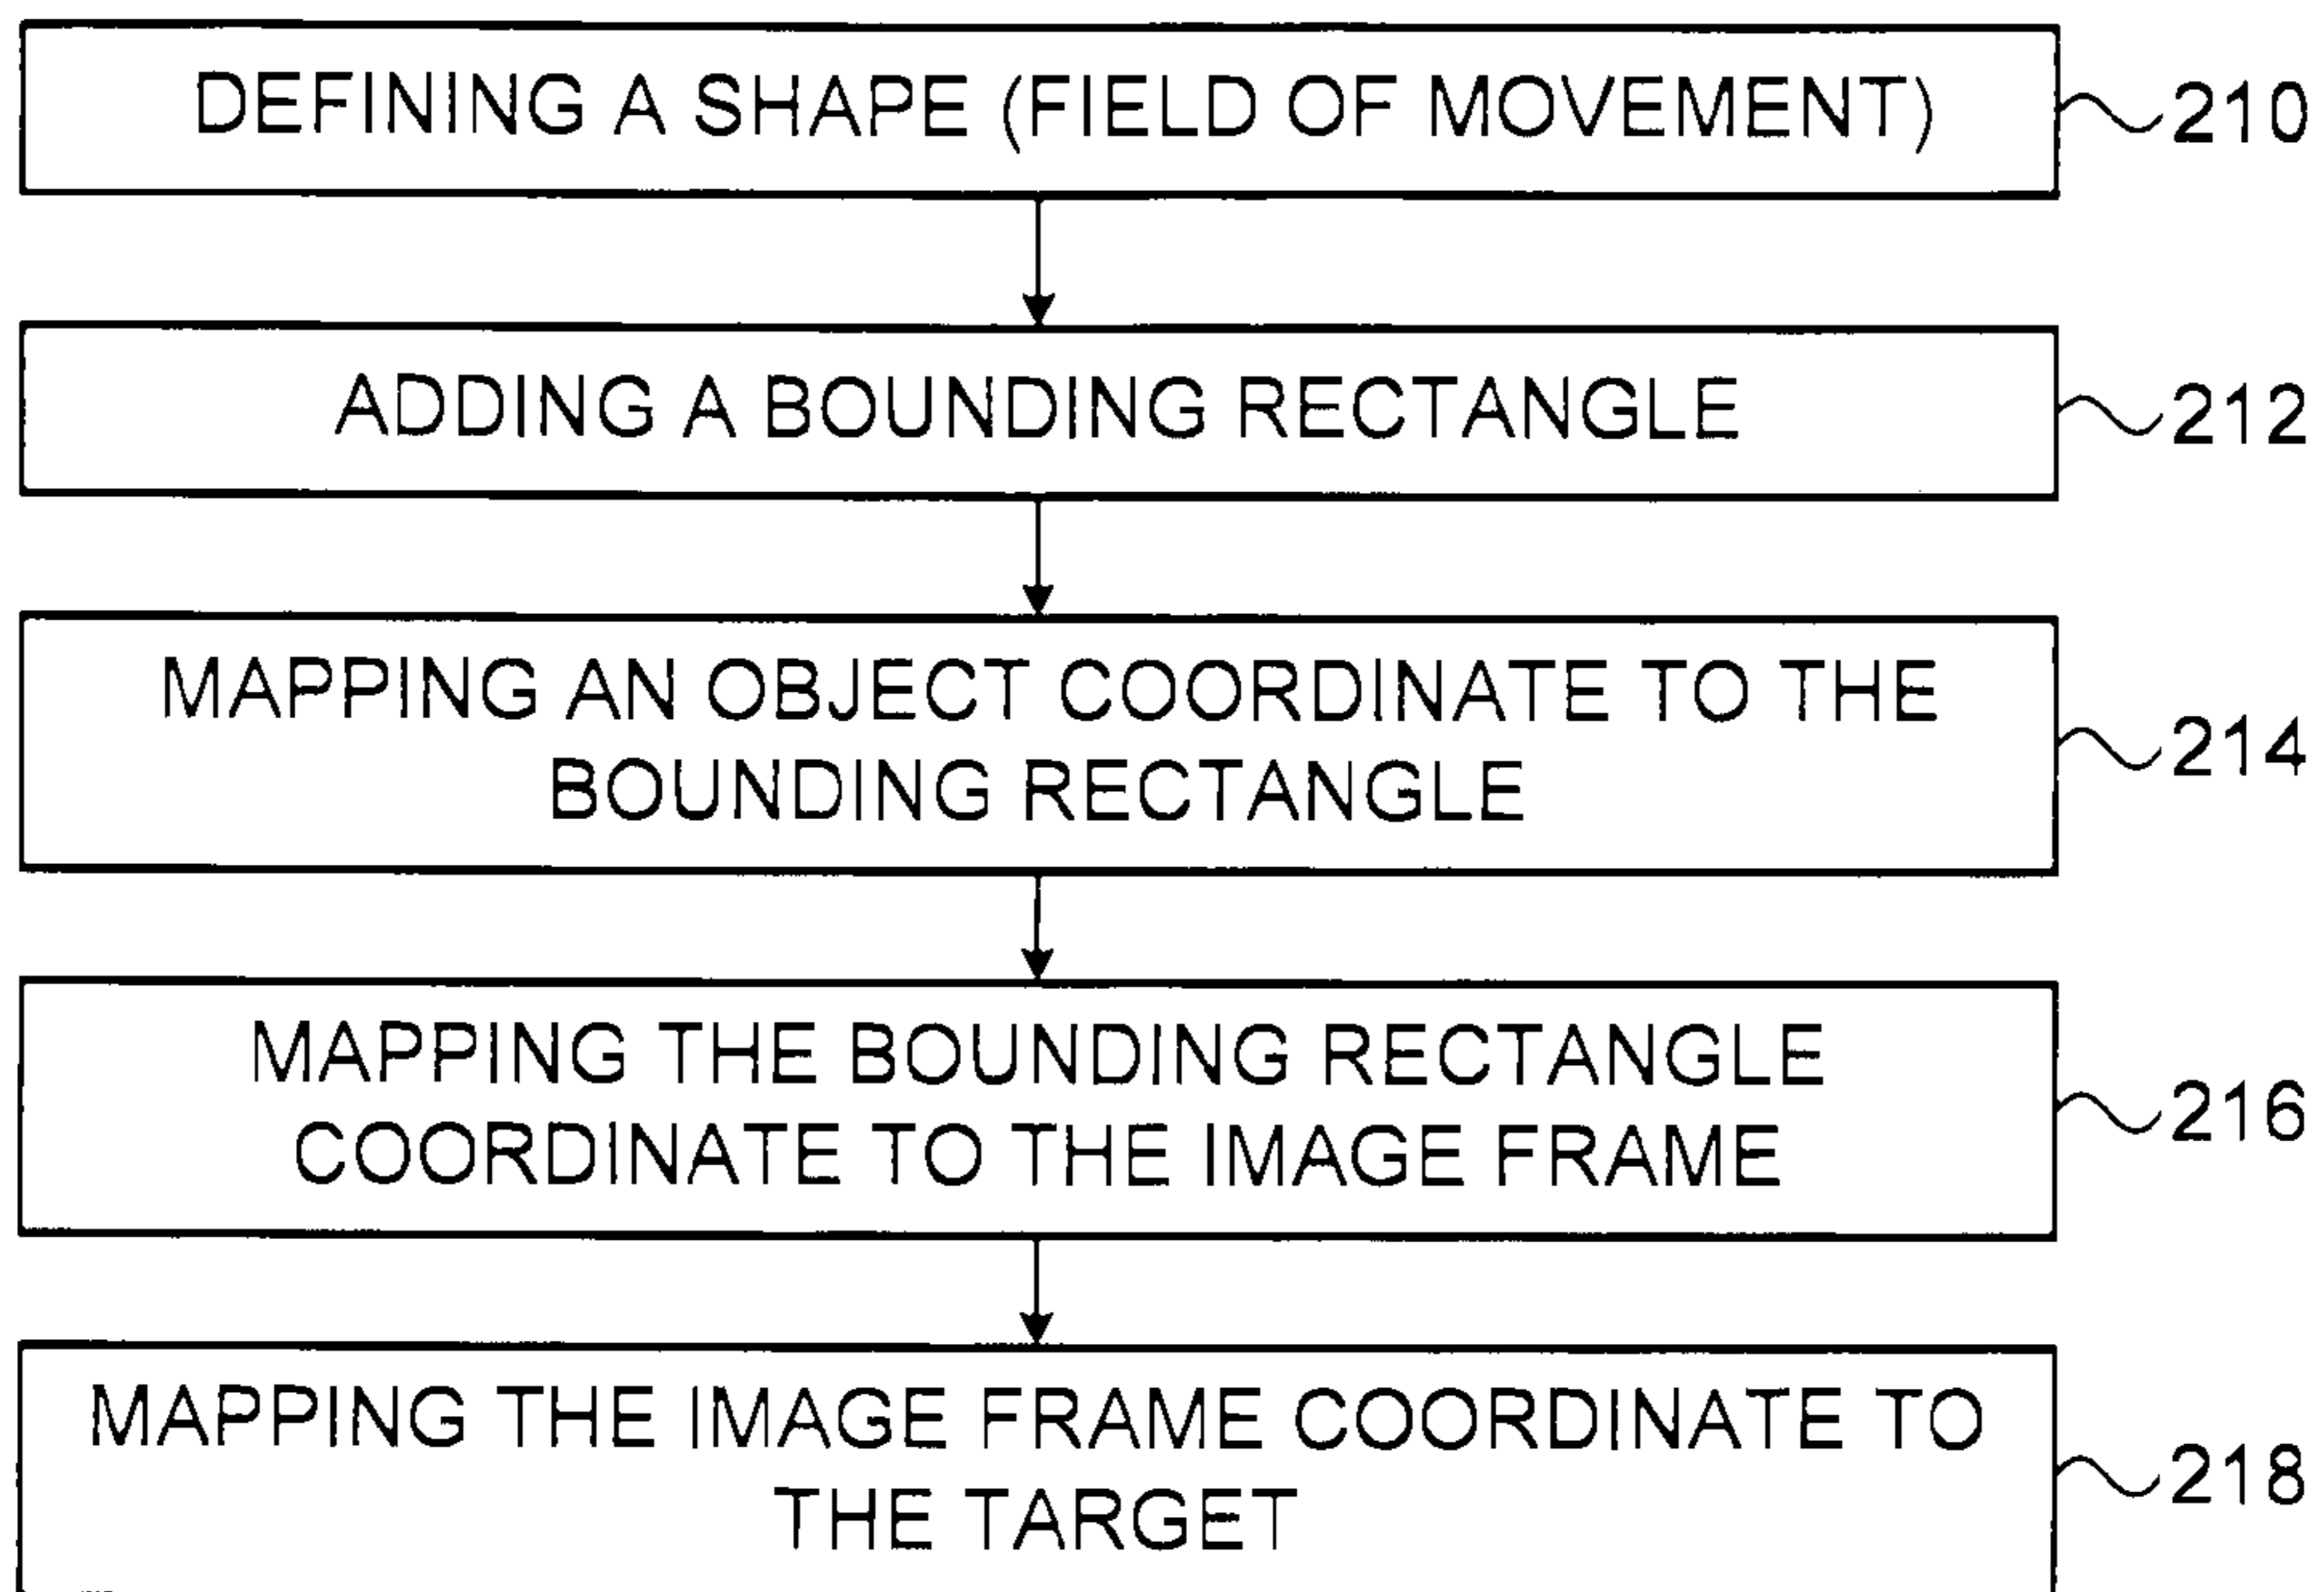 DEFINING A SHAPE (FIELD OF MOVEMENT)
210
ADDING A BOUNDING RECTANGLE
212
MAPPING AN OBJECT COORDINATE TO THE
BOUNDING RECTANGLE
214
MAPPING THE BOUNDING RECTANGLE
COORDINATE TO THE IMAGE FRAME
216
MAPPING THE IMAGE FRAME COORDINATE TO
THE TARGET
218